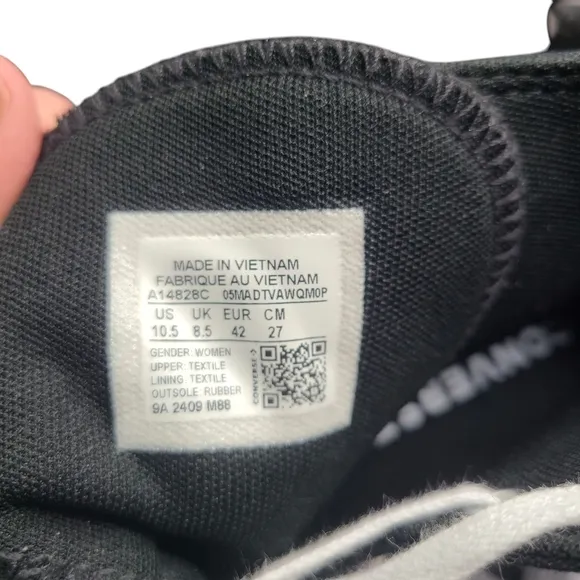 MADE IN VIETNAM
FABRIQUE AU VIETNAM
A14828C 05MADTVAWQM0P
US UK EUR CM
10.5 8.5 42 27
GENDER: WOMEN
UPPER: TEXTILE
LINING: TEXTILE
OUTSOLE: RUBBER
9A 2409 M88